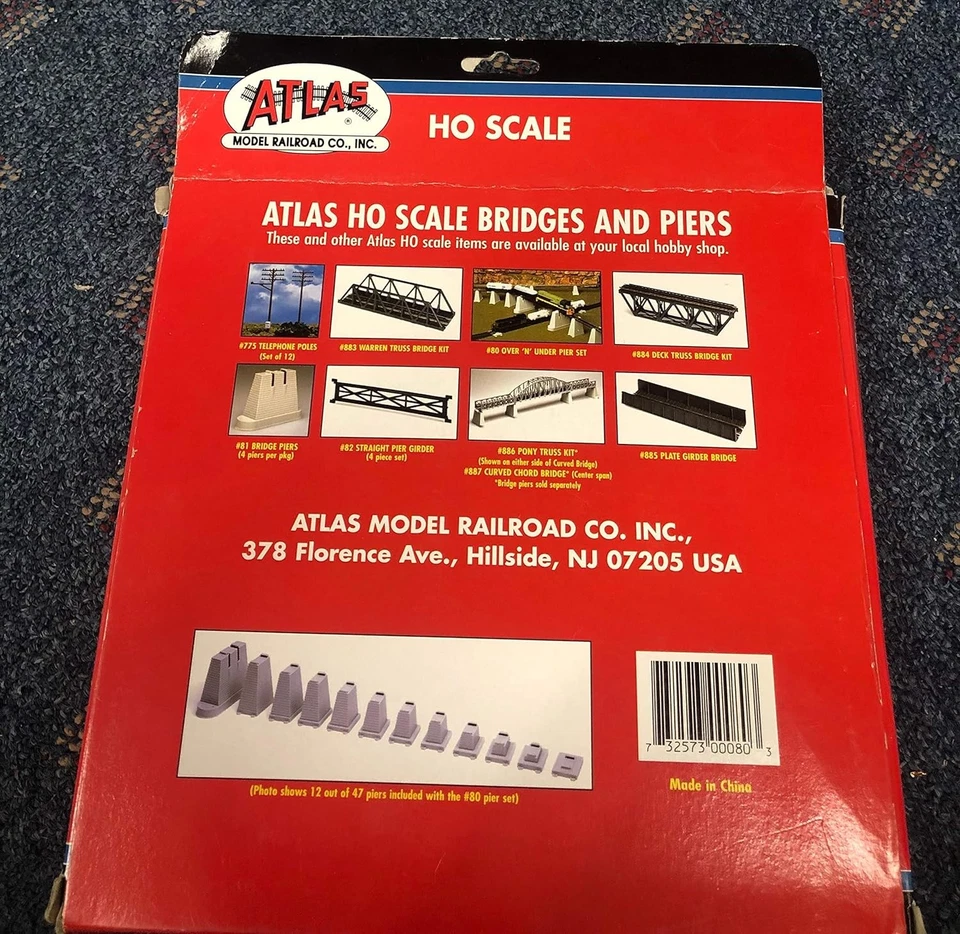 ATLAS
®
MODEL RAILROAD CO., INC.
HO SCALE
ATLAS HO SCALE BRIDGES AND PIERS
These and other Atlas HO scale items are available at your local hobby shop.
#775 TELEPHONE POLES
(Set of 12)
#883 WARREN TRUSS BRIDGE KIT
#80 OVER 'N' UNDER PIER SET
#884 DECK TRUSS BRIDGE KIT
#81 BRIDGE PIERS
(4 piers per pkg)
#82 STRAIGHT PIER GIRDER
(4 piece set)
#886 PONY TRUSS KIT*
(Shown on either side of Curved Bridge)
#887 CURVED CHORD BRIDGE* (Center span)
*Bridge piers sold separately
#885 PLATE GIRDER BRIDGE
ATLAS MODEL RAILROAD CO. INC.,
378 Florence Ave., Hillside, NJ 07205 USA
(Photo shows 12 out of 47 piers included with the #80 pier set)
7 32573 00080 3
Made in China